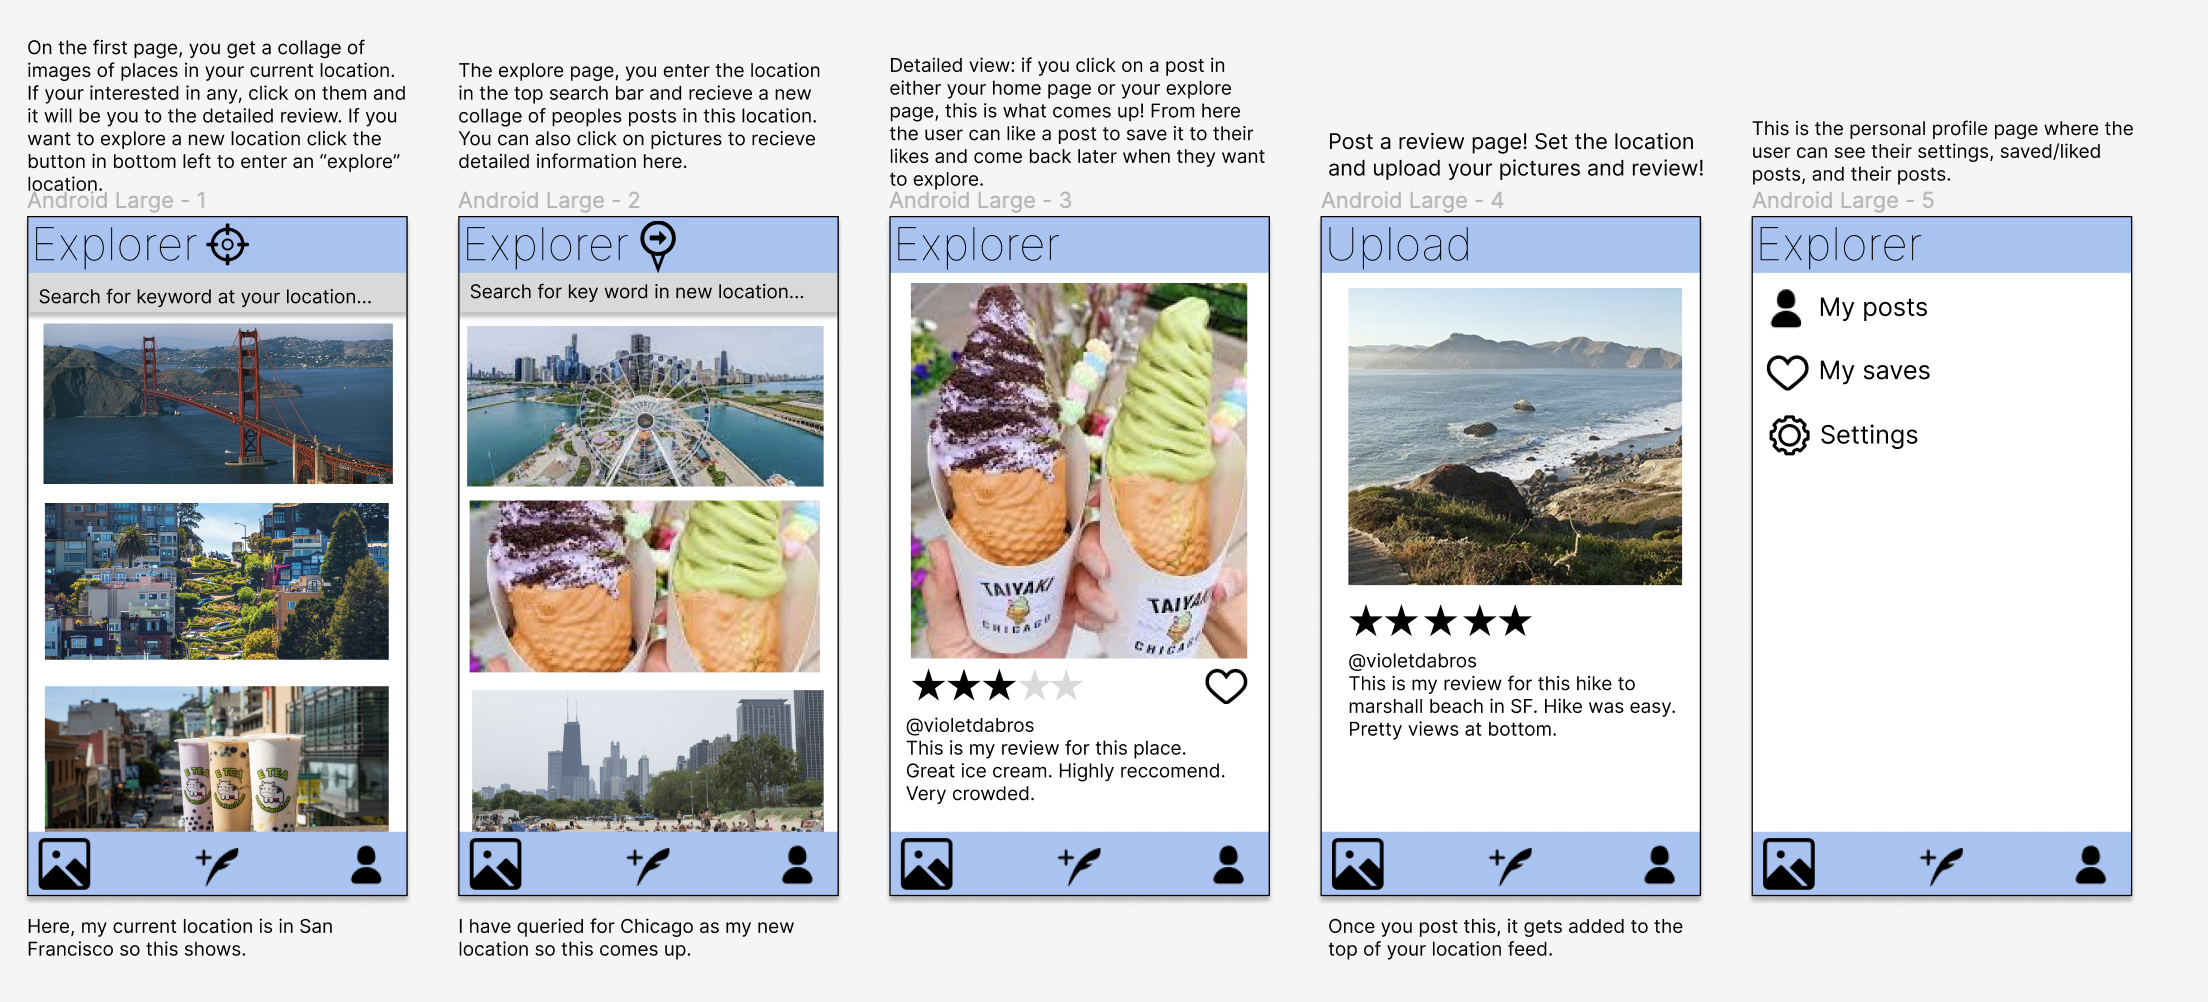 On the first page, you get a collage of
images of places in your current location.
If your interested in any, click on them and
it will be you to the detailed review. If you
want to explore a new location click the
button in bottom left to enter an “explore”
location.
Android Large - 1
Explorer
Search for keyword at your location...
E TEA
E TEA
E TEA
Here, my current location is in San
Francisco so this shows.
The explore page, you enter the location
in the top search bar and recieve a new
collage of peoples posts in this location.
You can also click on pictures to recieve
detailed information here.
Android Large - 2
Explorer
Search for key word in new location...
I have queried for Chicago as my new
location so this comes up.
Detailed view: if you click on a post in
either your home page or your explore
page, this is what comes up! From here
the user can like a post to save it to their
likes and come back later when they want
to explore.
Android Large - 3
Explorer
TAIYAKI
CHICAGO
TAIYAKI
CHICAGO
@violetdabros
This is my review for this place.
Great ice cream. Highly reccomend.
Very crowded.
Post a review page! Set the location
and upload your pictures and review!
Android Large - 4
Upload
@violetdabros
This is my review for this hike to
marshall beach in SF. Hike was easy.
Pretty views at bottom.
Once you post this, it gets added to the
top of your location feed.
This is the personal profile page where the
user can see their settings, saved/liked
posts, and their posts.
Android Large - 5
Explorer
My posts
My saves
Settings